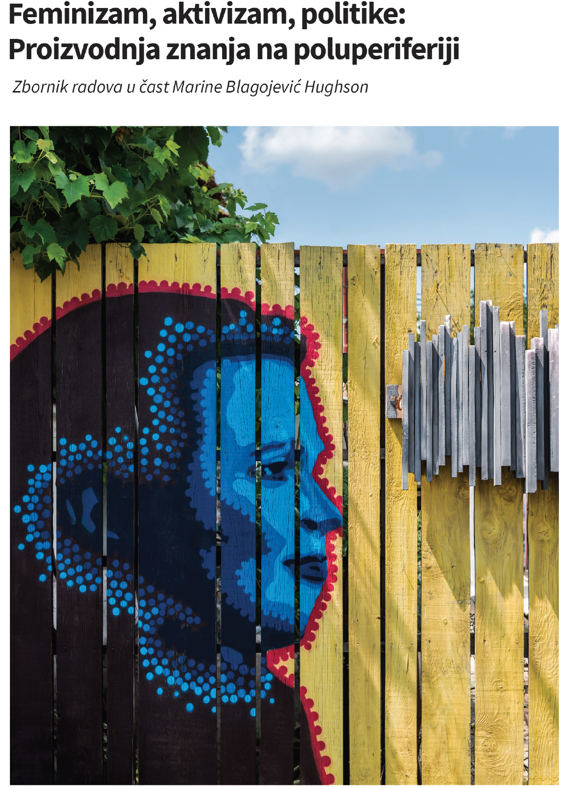 Feminizam, aktivizam, politike:
Proizvodnja znanja na poluperiferiji
Zbornik radova u čast Marine Blagojević Hughson